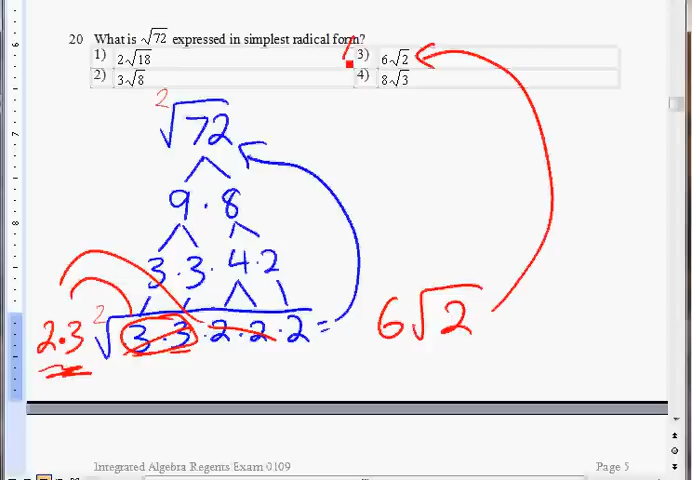 20 What is √72 expressed in simplest radical form?
1) 2√18 3) 6√2
2) 3√8 4) 8√3
2√72
9 · 8
3 · 3 · 4 · 2
2 · 3 2√3 · 3 · 2 · 2 · 2 = 6√2
Integrated Algebra Regents Exam 0109 Page 5